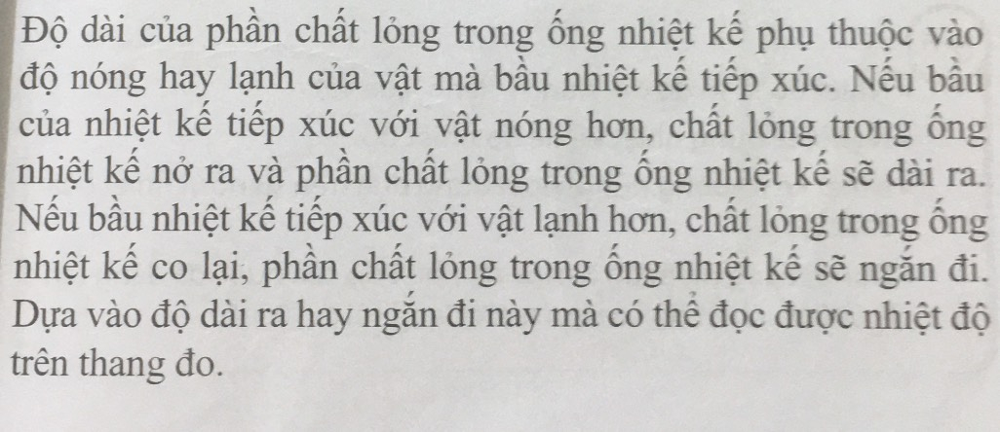 Độ dài của phần chất lỏng trong ống nhiệt kế phụ thuộc vào
độ nóng hay lạnh của vật mà bầu nhiệt kế tiếp xúc. Nếu bầu
của nhiệt kế tiếp xúc với vật nóng hơn, chất lỏng trong ống
nhiệt kế nở ra và phần chất lỏng trong ống nhiệt kế sẽ dài ra.
Nếu bầu nhiệt kế tiếp xúc với vật lạnh hơn, chất lỏng trong ống
nhiệt kế co lại, phần chất lỏng trong ống nhiệt kế sẽ ngắn đi.
Dựa vào độ dài ra hay ngắn đi này mà có thể đọc được nhiệt độ
trên thang đo.